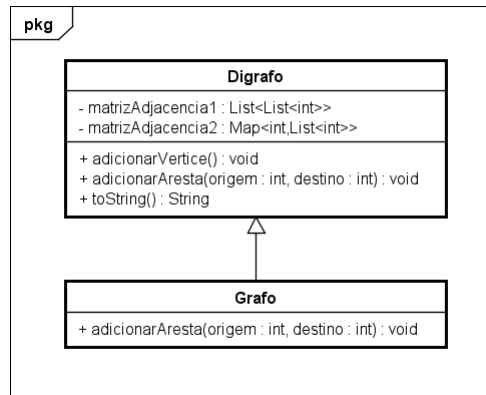 pkg
Digrafo
- matrizAdjacencia1 : List<List<int>>
- matrizAdjacencia2 : Map<int,List<int>>
+ adicionarVertice() : void
+ adicionarAresta(origem : int, destino : int) : void
+ toString() : String
Grafo
+ adicionarAresta(origem : int, destino : int) : void